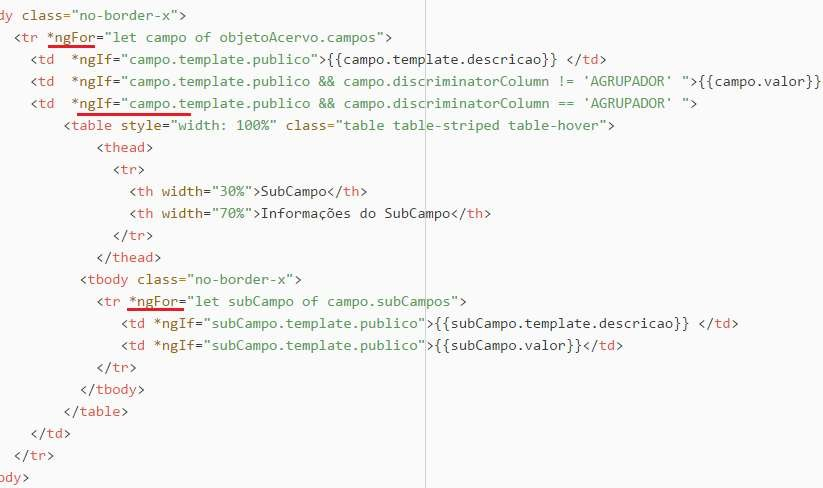 dy class="no-border-x">
<tr *ngFor="let campo of objetoAcervo.campos">
<td  *ngIf="campo.template.publico">{{campo.template.descricao}} </td>
<td  *ngIf="campo.template.publico && campo.discriminatorColumn != 'AGRUPADOR' ">{{campo.valor}}
<td  *ngIf="campo.template.publico && campo.discriminatorColumn == 'AGRUPADOR' ">
<table style="width: 100%" class="table table-striped table-hover">
<thead>
<tr>
<th width="30%">SubCampo</th>
<th width="70%">Informações do SubCampo</th>
</tr>
</thead>
<tbody class="no-border-x">
<tr *ngFor="let subCampo of campo.subCampos">
<td *ngIf="subCampo.template.publico">{{subCampo.template.descricao}} </td>
<td *ngIf="subCampo.template.publico">{{subCampo.valor}}</td>
</tr>
</tbody>
</table>
</td>
</tr>
ody>